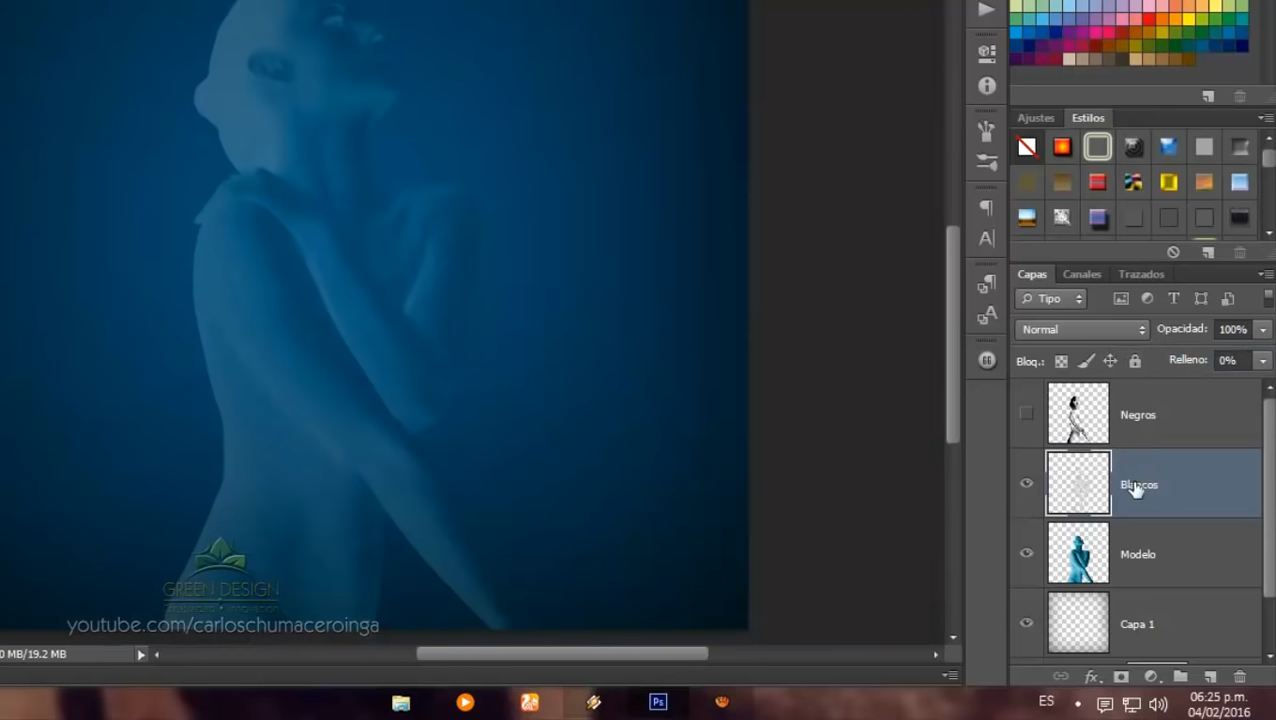 Ajustes Estilos
Capas Canales Trazados
Tipo
Normal Opacidad: 100%
Bloq.: Relleno: 0%
Negros
Blancos
Modelo
Capa 1
GREEN DESIGN
youtube.com/carloschumaceroinga
0 MB/19.2 MB
Ps
ES
06:25 p.m.
04/02/2016